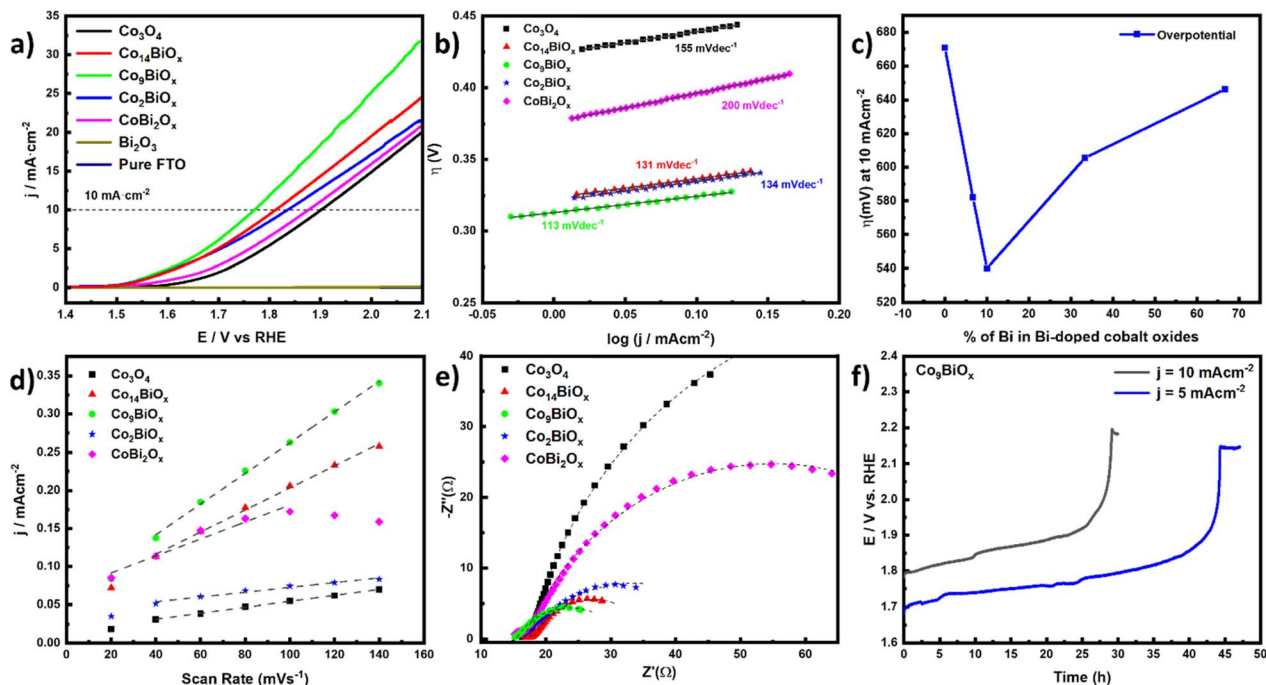 a)
Co₃O₄
Co₁₄BiOₓ
Co₉BiOₓ
Co₂BiOₓ
CoBi₂Oₓ
Bi₂O₃
Pure FTO
10 mA·cm⁻²
j / mA·cm⁻²
35
30
25
20
15
10
5
0
1.4 1.5 1.6 1.7 1.8 1.9 2.0 2.1
E / V vs RHE
b)
Co₃O₄
Co₁₄BiOₓ
Co₉BiOₓ
Co₂BiOₓ
CoBi₂Oₓ
155 mVdec⁻¹
200 mVdec⁻¹
131 mVdec⁻¹
134 mVdec⁻¹
113 mVdec⁻¹
η (V)
0.45
0.40
0.35
0.30
0.25
-0.05 0.00 0.05 0.10 0.15 0.20
log (j / mAcm⁻²)
c)
Overpotential
η(mV) at 10 mAcm⁻²
680
640
600
560
520
-10 0 10 20 30 40 50 60 70 80
% of Bi in Bi-doped cobalt oxides
d)
Co₃O₄
Co₁₄BiOₓ
Co₉BiOₓ
Co₂BiOₓ
CoBi₂Oₓ
j / mAcm⁻²
0.35
0.30
0.25
0.20
0.15
0.10
0.05
0.00
0 20 40 60 80 100 120 140 160
Scan Rate (mVs⁻¹)
e)
Co₃O₄
Co₁₄BiOₓ
Co₉BiOₓ
Co₂BiOₓ
CoBi₂Oₓ
-Z''(Ω)
-40
-30
-20
-10
0
10 20 30 40 50 60
Z'(Ω)
f)
Co₉BiOₓ
j = 10 mAcm⁻²
j = 5 mAcm⁻²
E / V vs. RHE
2.4
2.3
2.2
2.1
2.0
1.9
1.8
1.7
1.6
0 5 10 15 20 25 30 35 40 45 50
Time (h)